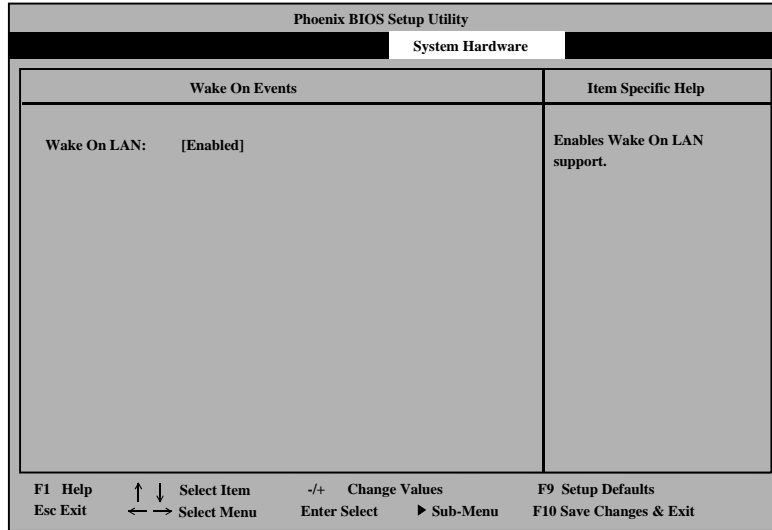 Phoenix BIOS Setup Utility
System Hardware
Wake On Events
Item Specific Help
Wake On LAN: [Enabled]
Enables Wake On LAN
support.
F1 Help ↑ ↓ Select Item -/+ Change Values F9 Setup Defaults
Esc Exit ← → Select Menu Enter Select ▶ Sub-Menu F10 Save Changes & Exit